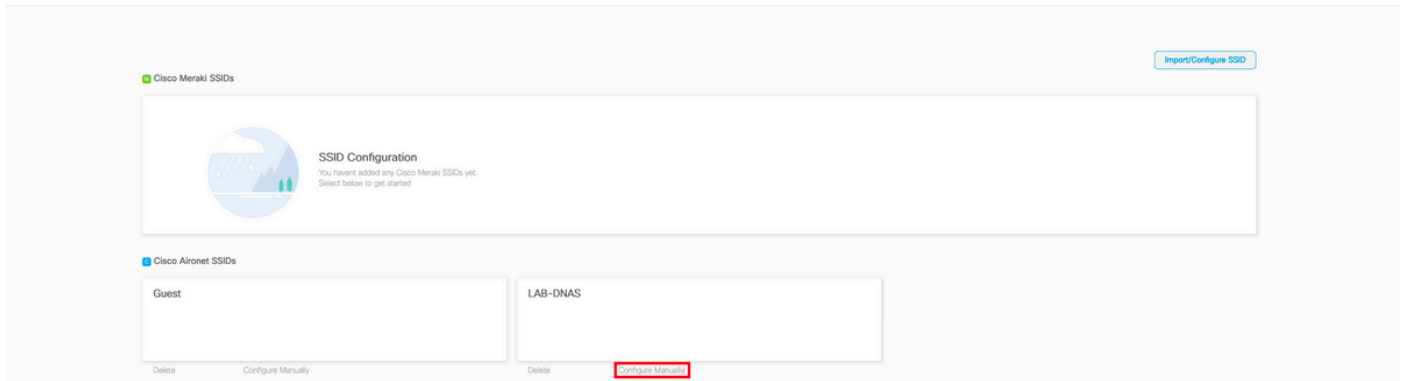 Import/Configure SSID
M Cisco Meraki SSIDs
SSID Configuration
You havent added any Cisco Meraki SSIDs yet.
Select below to get started
C Cisco Aironet SSIDs
Guest
LAB-DNAS
Delete Configure Manually
Delete Configure Manually